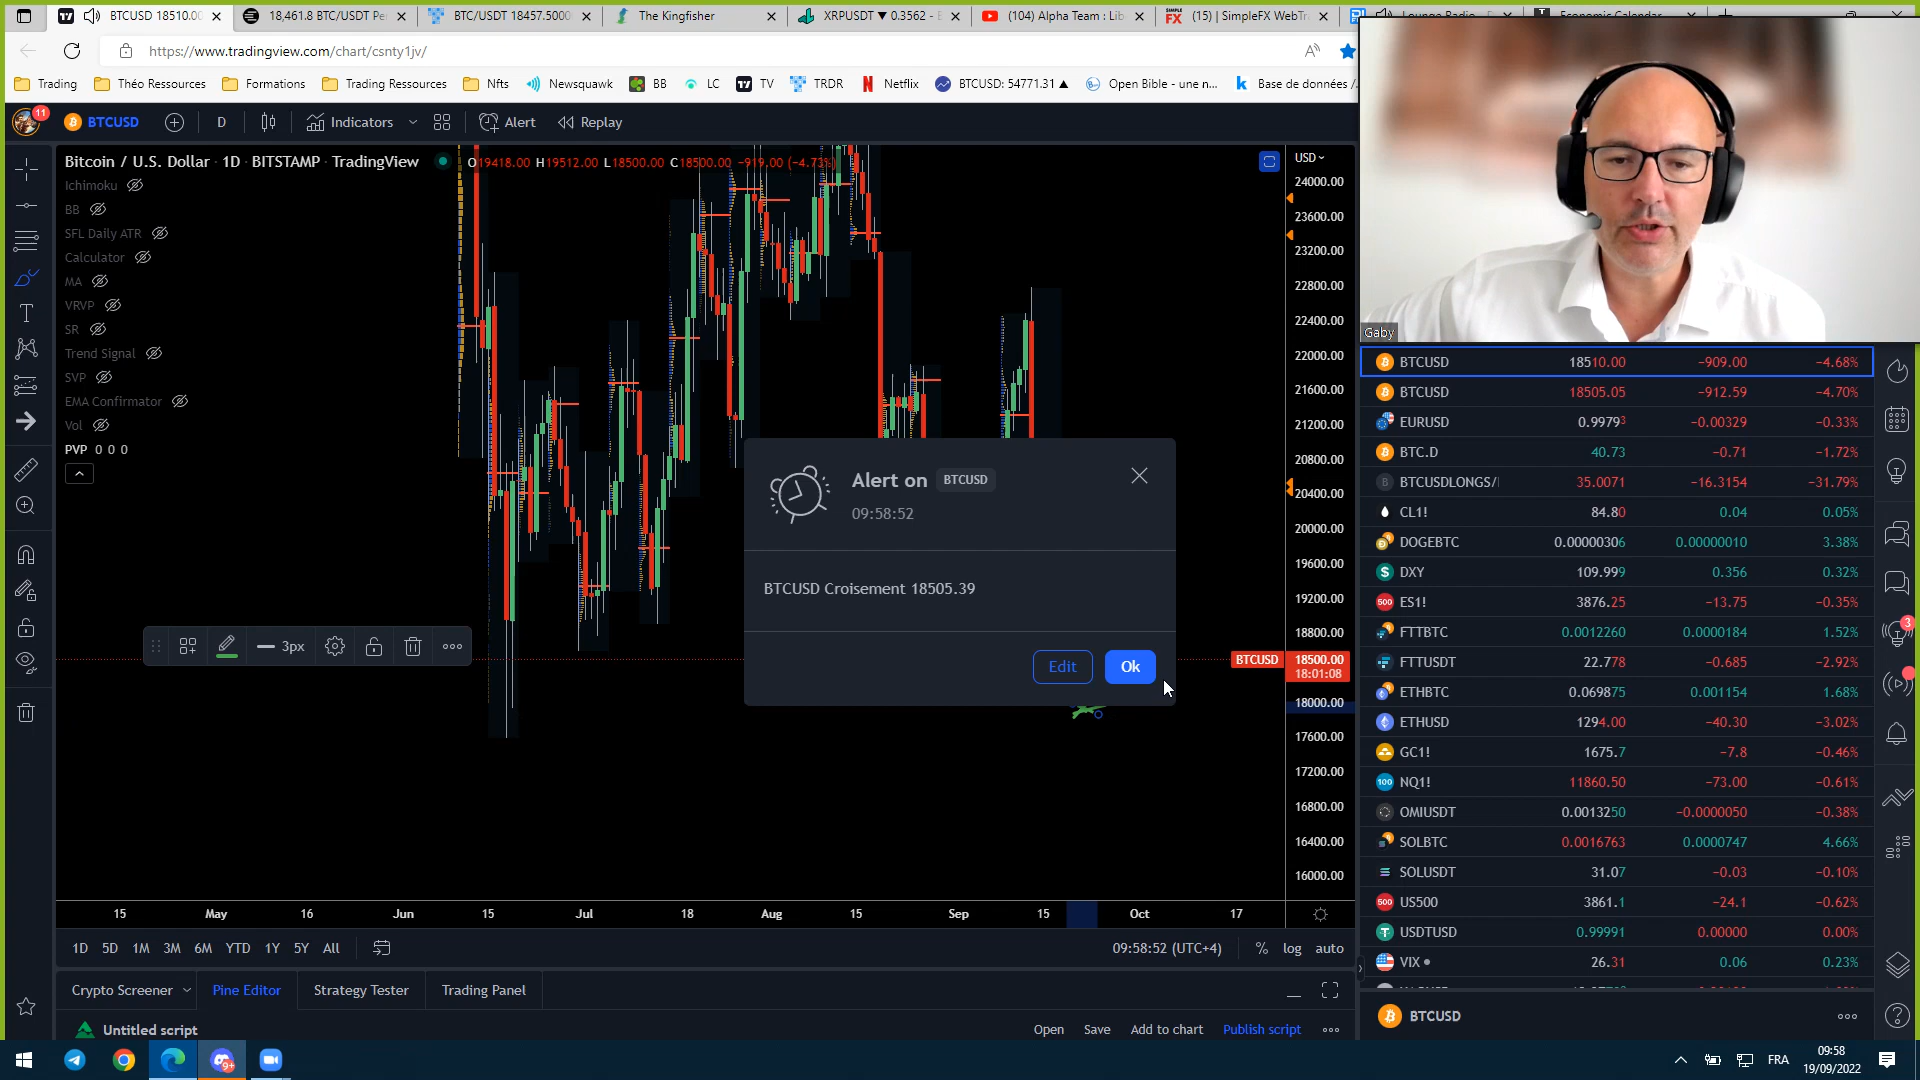 BTCUSD 18510.00
18,461.8 BTC/USDT Pe
BTC/USDT 18457.5000
The Kingfisher
XRPUSDT ▼ 0.3562 -
(104) Alpha Team : Lib
(15) | SimpleFX WebTr
https://www.tradingview.com/chart/csnty1jv/
Trading
Théo Ressources
Formations
Trading Ressources
Nfts
Newsquawk
BB
LC
TV
TRDR
Netflix
BTCUSD: 54771.31 ▲
Open Bible - une n...
Base de données /
11
BTCUSD
D
Indicators
Alert
Replay
Bitcoin / U.S. Dollar · 1D · BITSTAMP · TradingView
O19418.00 H19512.00 L18500.00 C18500.00 −919.00 (−4.73%)
Ichimoku
BB
SFL Daily ATR
Calculator
MA
VRVP
SR
Trend Signal
SVP
EMA Confirmator
Vol
PVP 0 0 0
USD
24000.00
23600.00
23200.00
22800.00
22400.00
22000.00
21600.00
21200.00
20800.00
20400.00
20000.00
19600.00
19200.00
18800.00
BTCUSD 18500.00
18:01:08
18000.00
17600.00
17200.00
16800.00
16400.00
16000.00
3px
Alert on BTCUSD
09:58:52
BTCUSD Croisement 18505.39
Edit
Ok
15 May 16 Jun 15 Jul 18 Aug 15 Sep 15 Oct 17
1D 5D 1M 3M 6M YTD 1Y 5Y All
09:58:52 (UTC+4)
% log auto
Crypto Screener
Pine Editor
Strategy Tester
Trading Panel
Untitled script
Open Save Add to chart Publish script
Gaby
BTCUSD 18510.00 −909.00 −4.68%
BTCUSD 18505.05 −912.59 −4.70%
EURUSD 0.99793 −0.00329 −0.33%
BTC.D 40.73 −0.71 −1.72%
BTCUSDLONGS/ 35.0071 −16.3154 −31.79%
CL1! 84.80 0.04 0.05%
DOGEBTC 0.00000306 0.00000010 3.38%
DXY 109.999 0.356 0.32%
ES1! 3876.25 −13.75 −0.35%
FTTBTC 0.0012260 0.0000184 1.52%
FTTUSDT 22.778 −0.685 −2.92%
ETHBTC 0.069875 0.001154 1.68%
ETHUSD 1294.00 −40.30 −3.02%
GC1! 1675.7 −7.8 −0.46%
NQ1! 11860.50 −73.00 −0.61%
OMIUSDT 0.0013250 −0.0000050 −0.38%
SOLBTC 0.0016763 0.0000747 4.66%
SOLUSDT 31.07 −0.03 −0.10%
US500 3861.1 −24.1 −0.62%
USDTUSD 0.99991 0.00000 0.00%
VIX 26.31 0.06 0.23%
BTCUSD
3
9+
FRA
09:58
19/09/2022